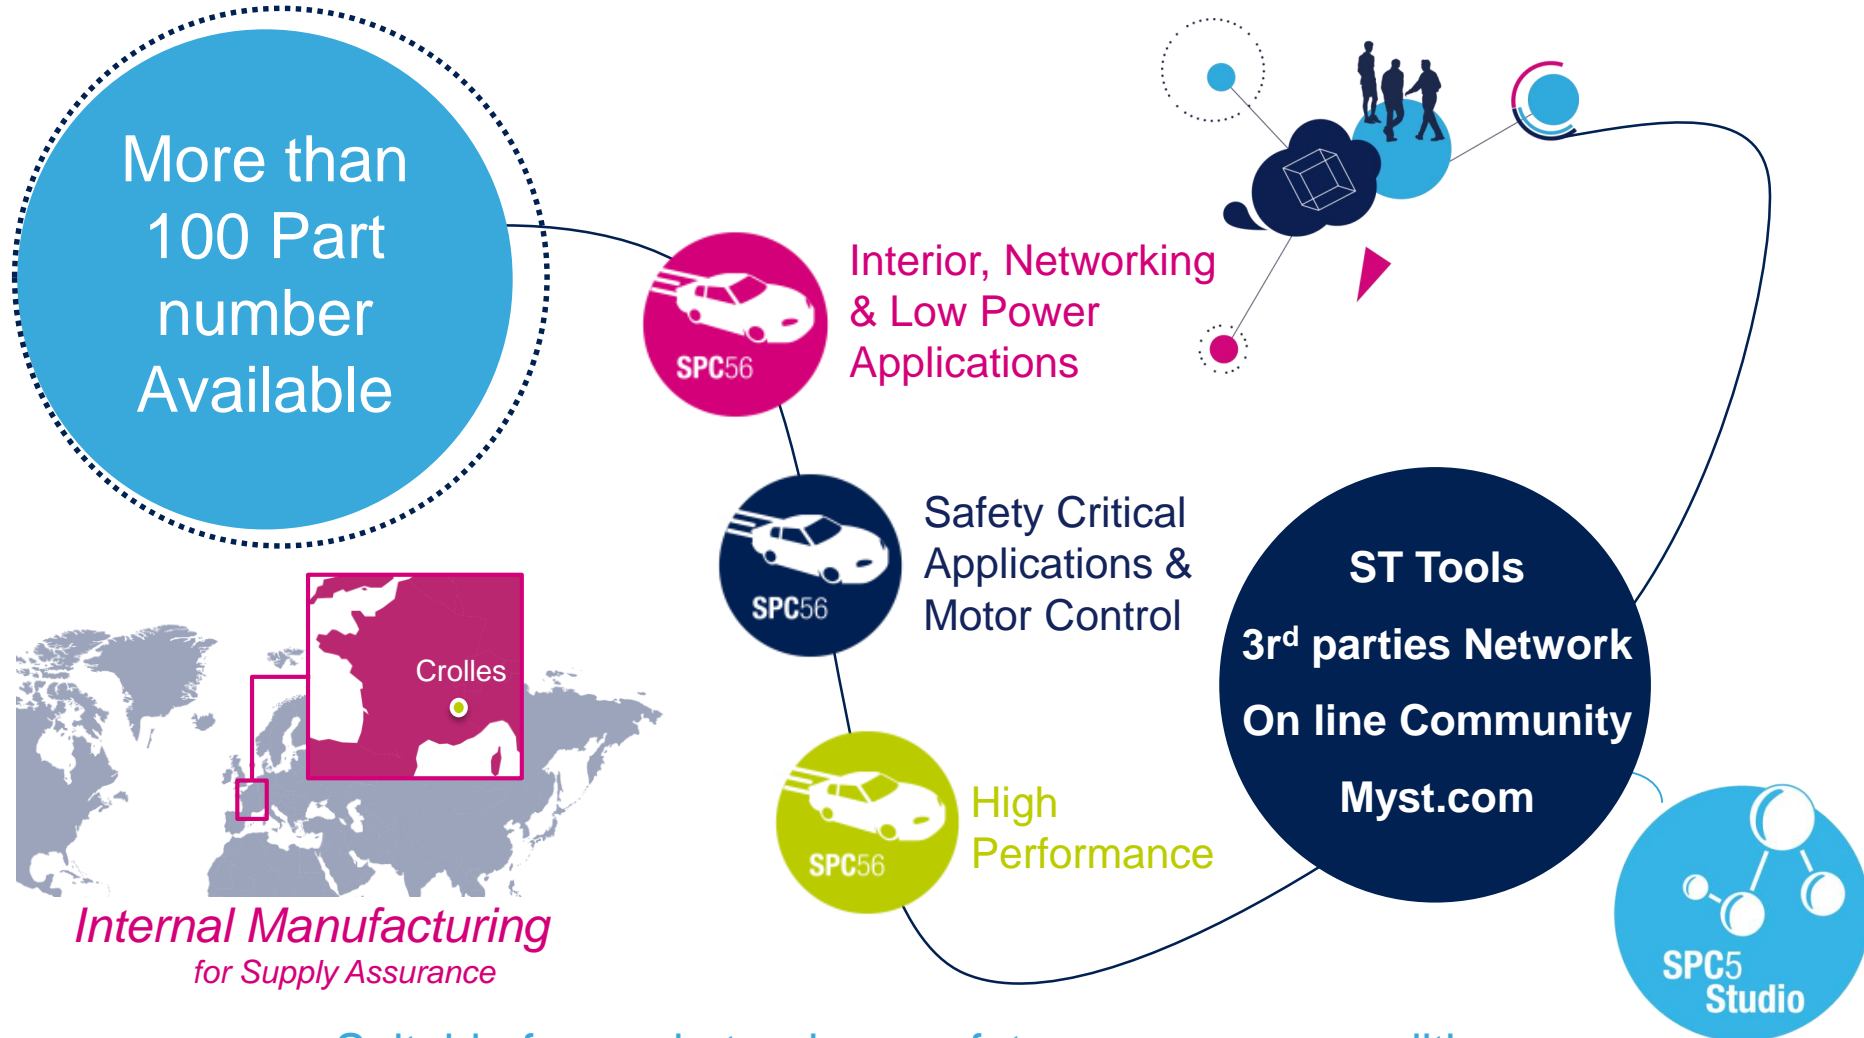 More than
100 Part
number
Available
Interior, Networking
& Low Power
Applications
SPC56
Safety Critical
Applications &
Motor Control
SPC56
High
Performance
SPC56
ST Tools
3rd parties Network
On line Community
Myst.com
SPC5
Studio
Crolles
Internal Manufacturing
for Supply Assurance